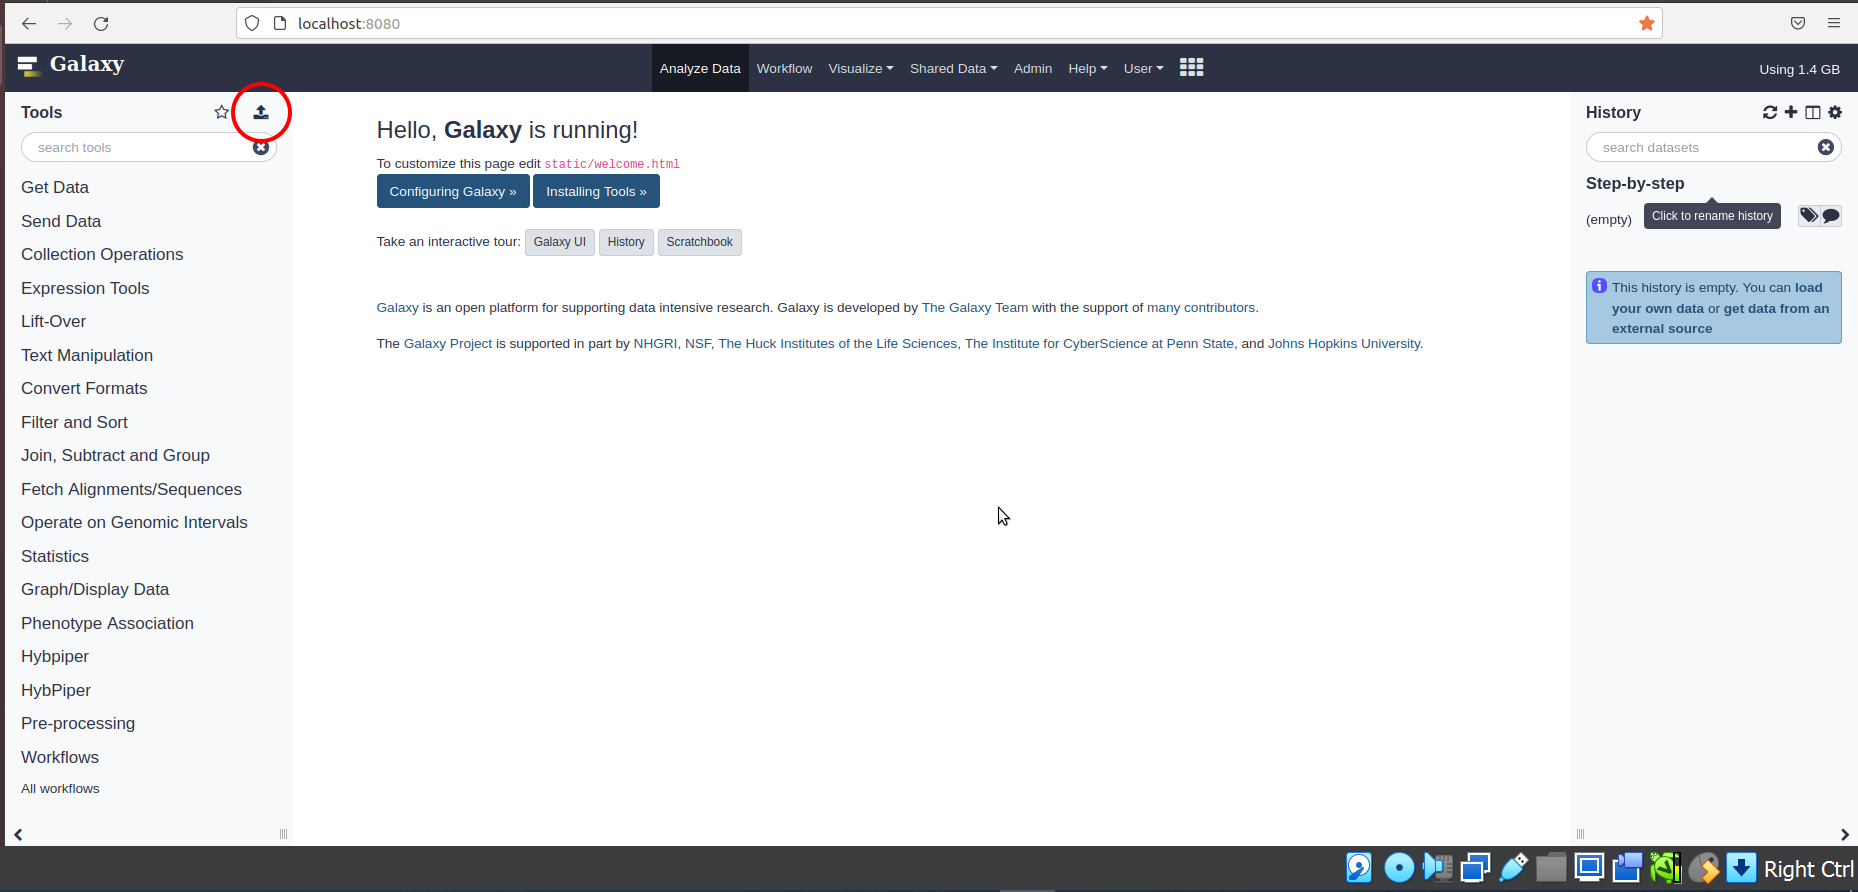 localhost:8080
Galaxy
Analyze Data Workflow Visualize Shared Data Admin Help User
Using 1.4 GB
Tools
search tools
Get Data
Send Data
Collection Operations
Expression Tools
Lift-Over
Text Manipulation
Convert Formats
Filter and Sort
Join, Subtract and Group
Fetch Alignments/Sequences
Operate on Genomic Intervals
Statistics
Graph/Display Data
Phenotype Association
Hybpiper
HybPiper
Pre-processing
Workflows
All workflows
Hello, Galaxy is running!
To customize this page edit static/welcome.html
Configuring Galaxy » Installing Tools »
Take an interactive tour: Galaxy UI History Scratchbook
Galaxy is an open platform for supporting data intensive research. Galaxy is developed by The Galaxy Team with the support of many contributors.
The Galaxy Project is supported in part by NHGRI, NSF, The Huck Institutes of the Life Sciences, The Institute for CyberScience at Penn State, and Johns Hopkins University.
History
search datasets
Step-by-step
(empty) Click to rename history
This history is empty. You can load
your own data or get data from an
external source
Right Ctrl